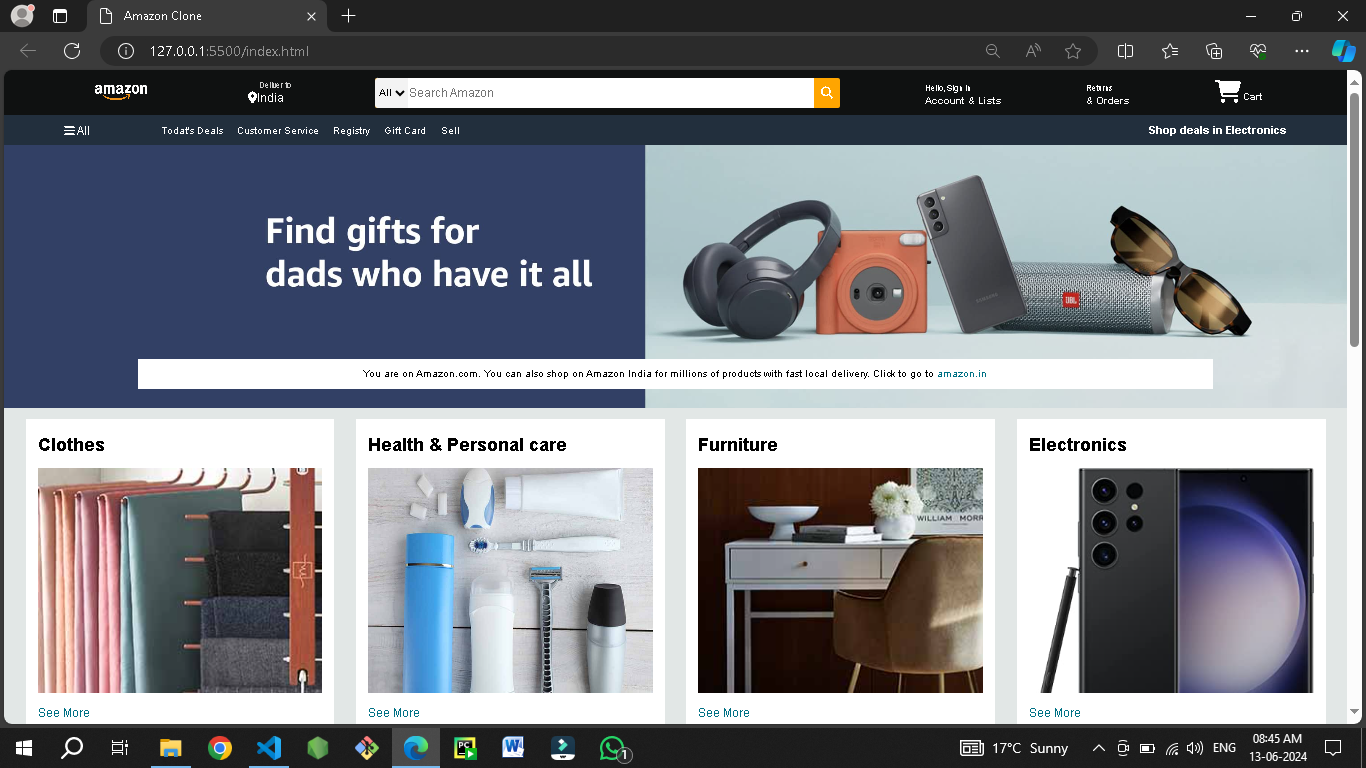 Amazon Clone
127.0.0.1:5500/index.html
amazon
Deliver to
India
All
Search Amazon
Hello, Sign In
Account & Lists
Returns
& Orders
Cart
All
Todat's Deals
Customer Service
Registry
Gift Card
Sell
Shop deals in Electronics
Find gifts for
dads who have it all
SAMSUNG
JBL
You are on Amazon.com. You can also shop on Amazon India for millions of products with fast local delivery. Click to go to amazon.in
Clothes
Health & Personal care
Furniture
Electronics
WILLIAM MORR
See More
See More
See More
See More
PC
W
1
17°C Sunny
ENG
08:45 AM
13-06-2024